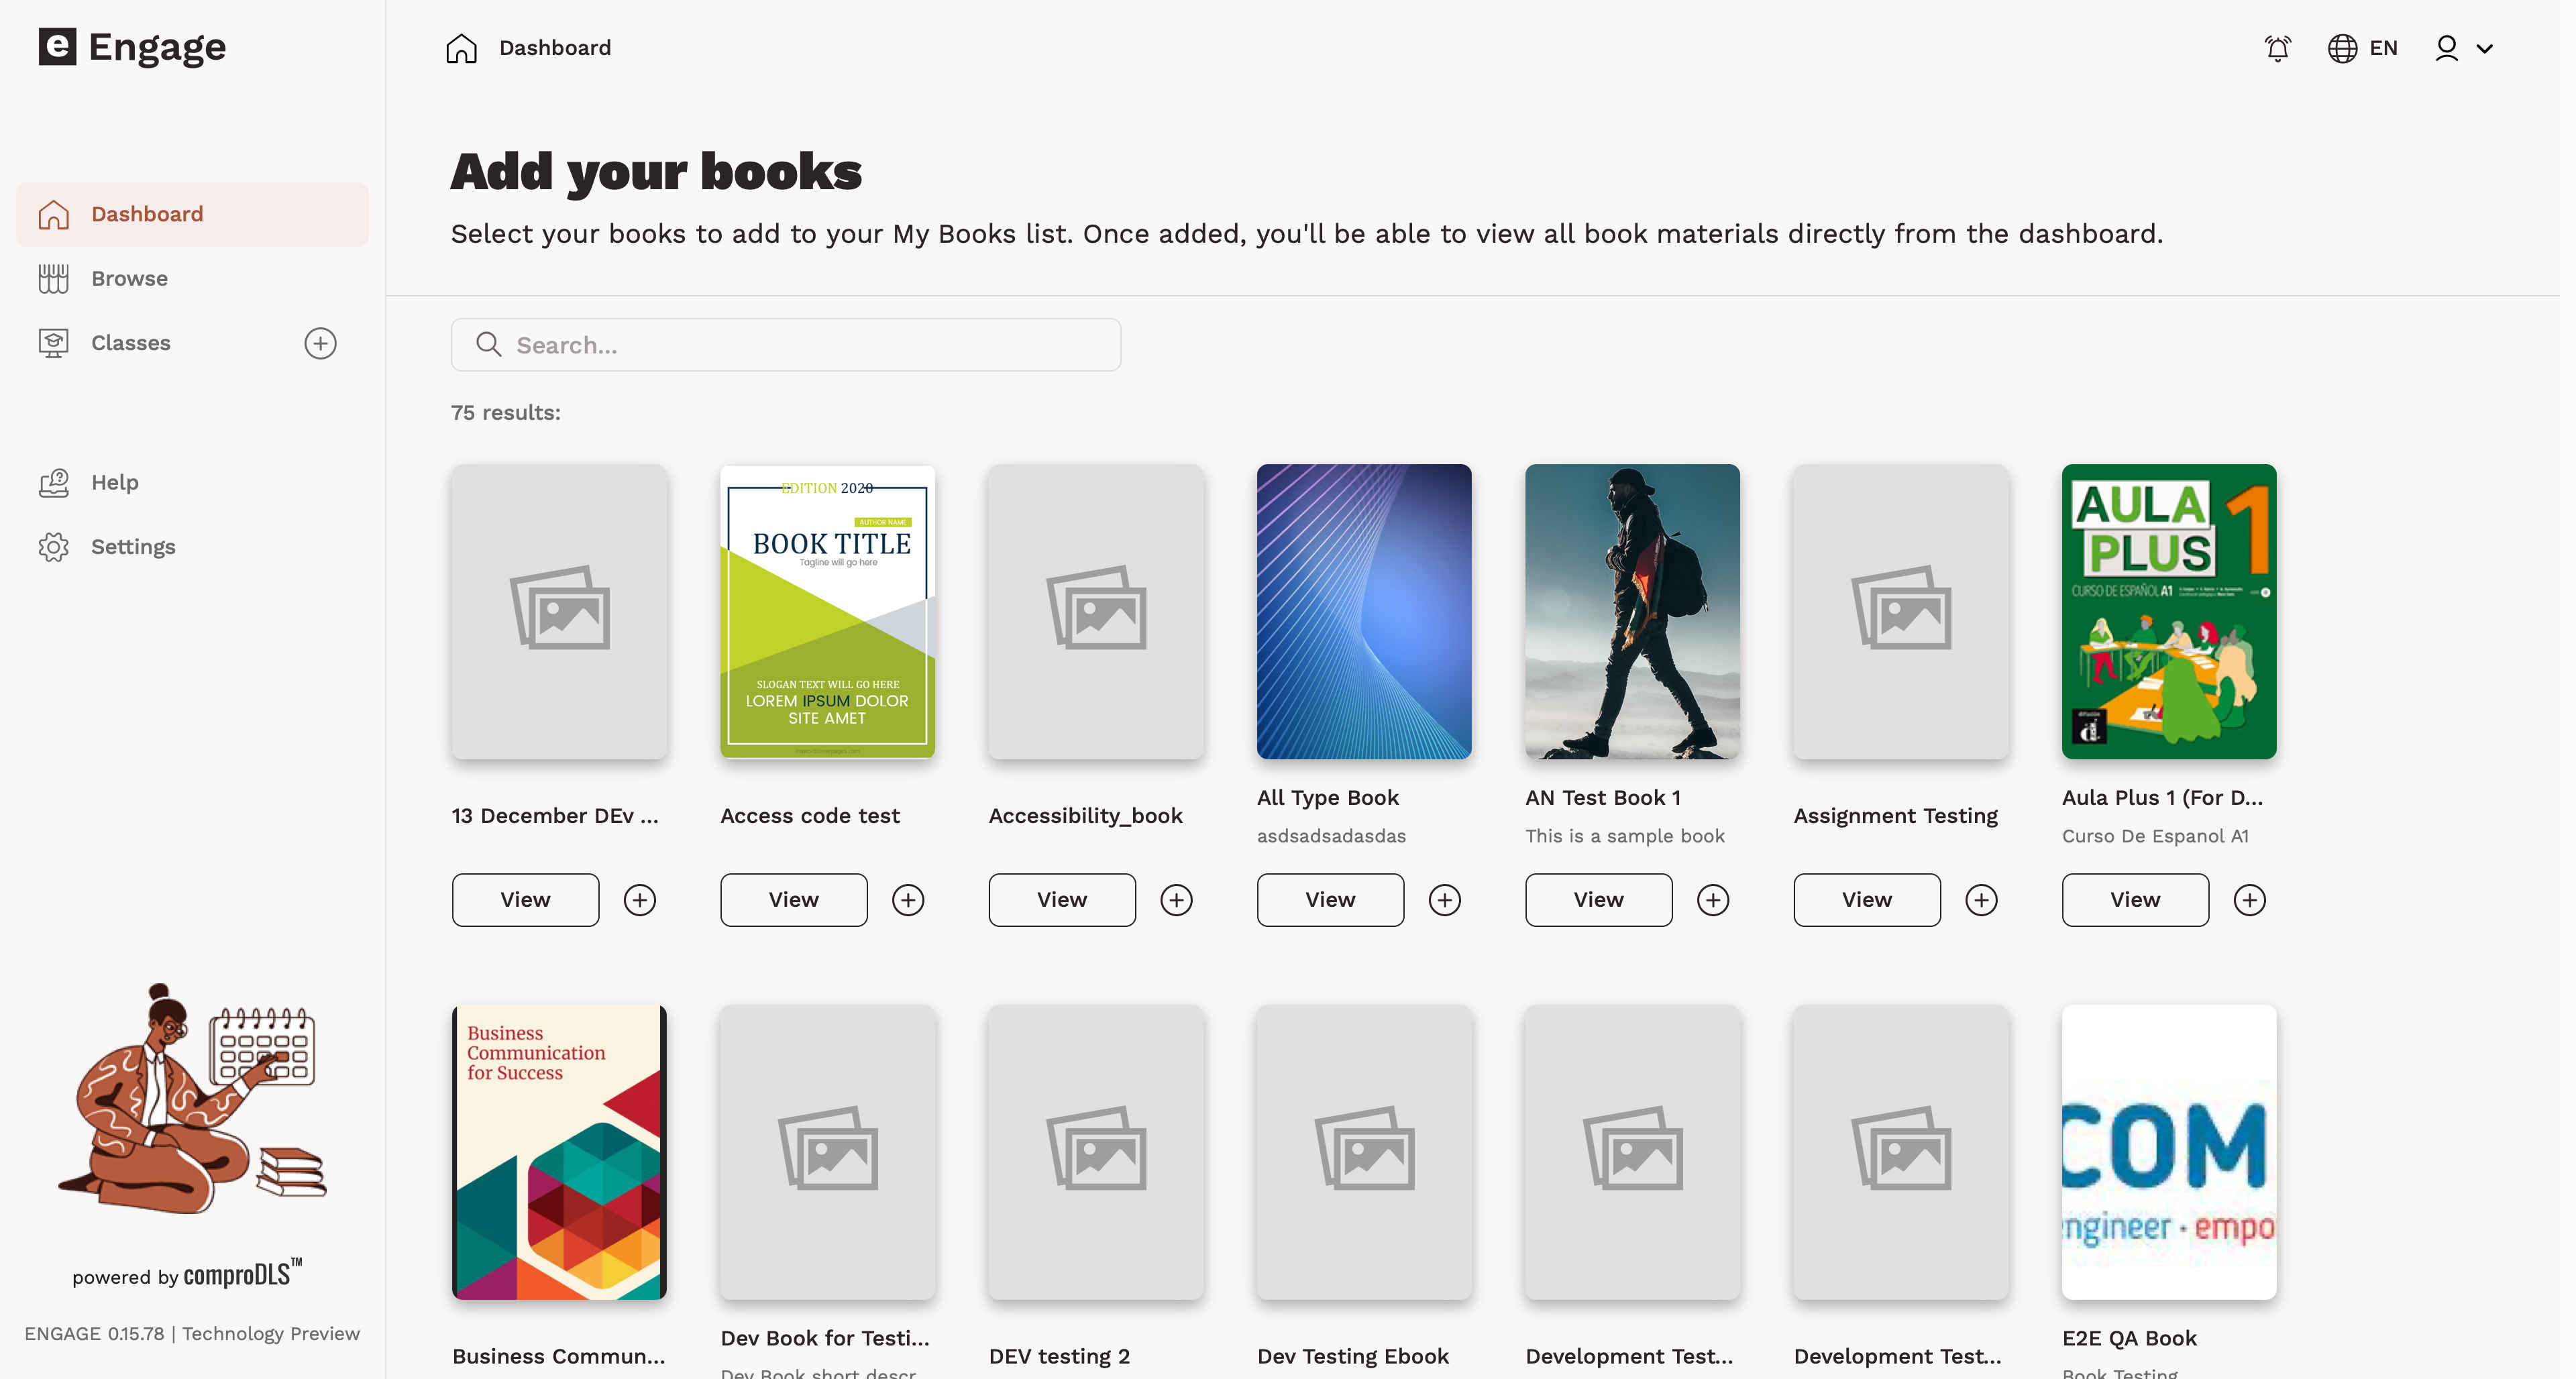 e Engage
Dashboard
EN
Dashboard
Browse
Classes
Help
Settings
powered by comproDLS™
ENGAGE 0.15.78 | Technology Preview
Add your books
Select your books to add to your My Books list. Once added, you'll be able to view all book materials directly from the dashboard.
Search...
75 results:
EDITION 2020
AUTHOR NAME
BOOK TITLE
Tagline will go here
SLOGAN TEXT WILL GO HERE
LOREM IPSUM DOLOR
SITE AMET
AULA
PLUS 1
CURSO DE ESPAÑOL A1
13 December DEv ...
Access code test
Accessibility_book
All Type Book
asdsadsadasdas
AN Test Book 1
This is a sample book
Assignment Testing
Aula Plus 1 (For D...
Curso De Espanol A1
View
View
View
View
View
View
View
Business
Communication
for Success
COM
ngineer · empo
Business Commun...
Dev Book for Testi...
Dev Book short descr
DEV testing 2
Dev Testing Ebook
Development Test...
Development Test...
E2E QA Book
Book Testing